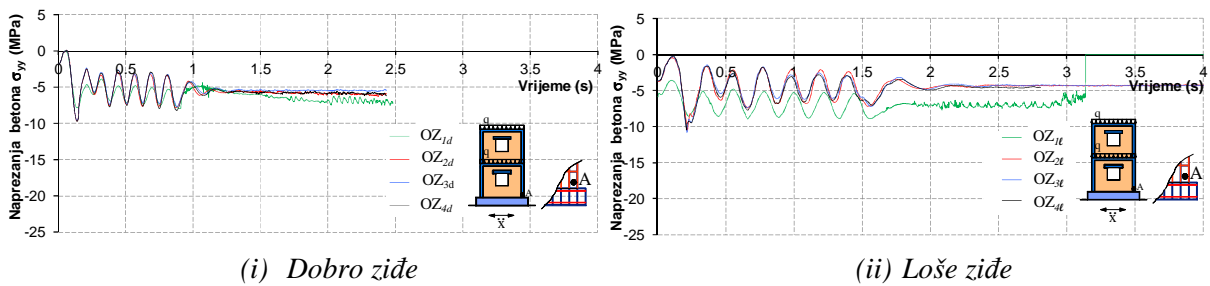 Naprezanja betona σyy (MPa)
5
0
-5
-10
-15
-20
-25
0
0.5
1
1.5
2
2.5
3
3.5
4
Vrijeme (s)
OZ1d
OZ2d
OZ3d
OZ4d
q
q
A
ẍ
A
(i) Dobro ziđe
Naprezanja betona σyy (MPa)
5
0
-5
-10
-15
-20
-25
0
0.5
1
1.5
2
2.5
3
3.5
4
Vrijeme (s)
OZ1ℓ
OZ2ℓ
OZ3ℓ
OZ4ℓ
q
q
A
ẍ
A
(ii) Loše ziđe